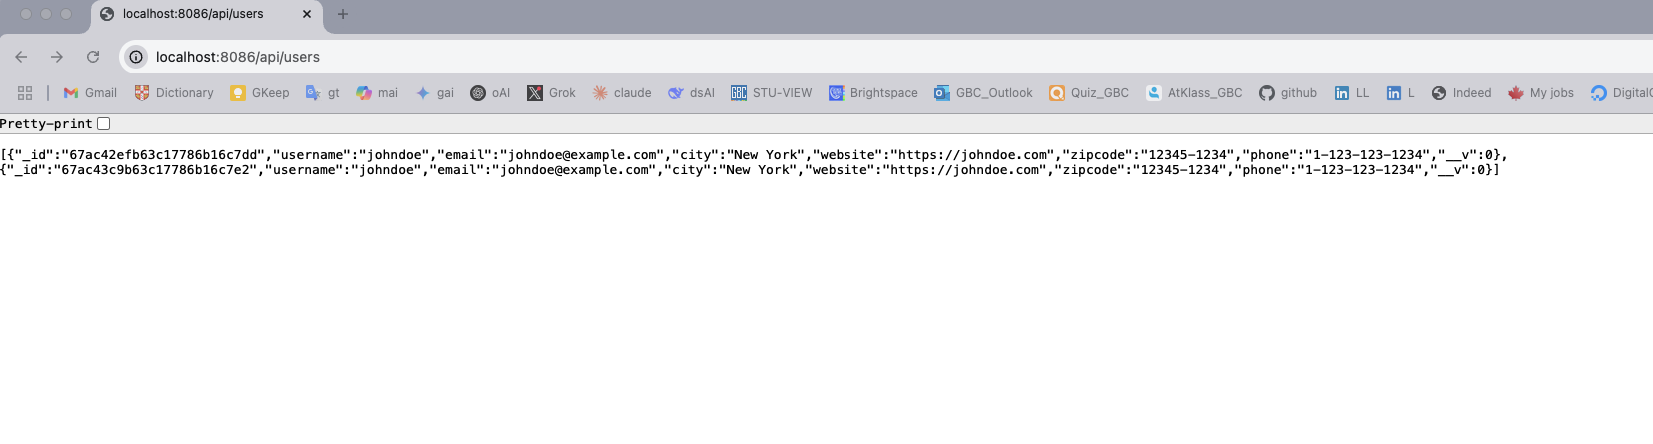 localhost:8086/api/users
localhost:8086/api/users
Gmail Dictionary GKeep gt mai gai oAI Grok claude dsAI STU-VIEW Brightspace GBC_Outlook Quiz_GBC AtKlass_GBC github LL L Indeed My jobs
Pretty-print
[{"_id":"67ac42efb63c17786b16c7dd","username":"johndoe","email":"johndoe@example.com","city":"New York","website":"https://johndoe.com","zipcode":"12345-1234","phone":"1-123-123-1234","__v":0},
{"_id":"67ac43c9b63c17786b16c7e2","username":"johndoe","email":"johndoe@example.com","city":"New York","website":"https://johndoe.com","zipcode":"12345-1234","phone":"1-123-123-1234","__v":0}]